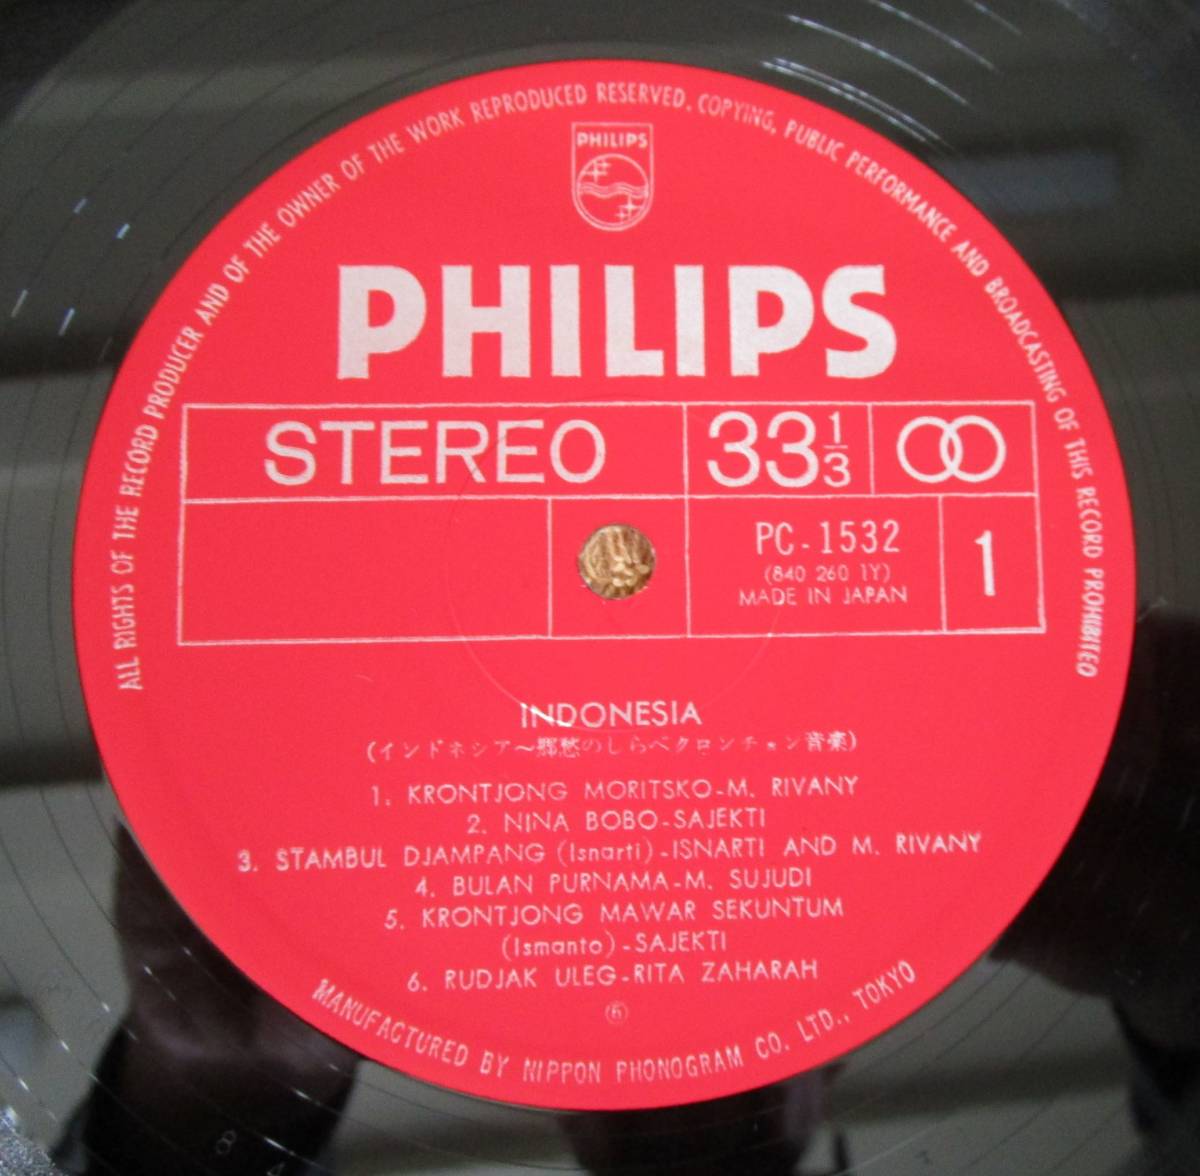 ALL RIGHTS OF THE RECORD PRODUCER AND OF THE OWNER OF THE WORK REPRODUCED RESERVED. COPYING, PUBLIC PERFORMANCE AND BROADCASTING OF THIS RECORD PROHIBITED
PHILIPS
PHILIPS
STEREO 33 1/3
PC-1532
(840 260 1Y)
MADE IN JAPAN
1
INDONESIA
(インドネシア～郷愁のしらべクロンチョン音楽)
1. KRONTJONG MORITSKO-M. RIVANY
2. NINA BOBO-SAJEKTI
3. STAMBUL DJAMPANG (Isnarti)-ISNARTI AND M. RIVANY
4. BULAN PURNAMA-M. SUJUDI
5. KRONTJONG MAWAR SEKUNTUM
(Ismanto)-SAJEKTI
6. RUDJAK ULEG-RITA ZAHARAH
MANUFACTURED BY NIPPON PHONOGRAM CO. LTD., TOKYO
8 4